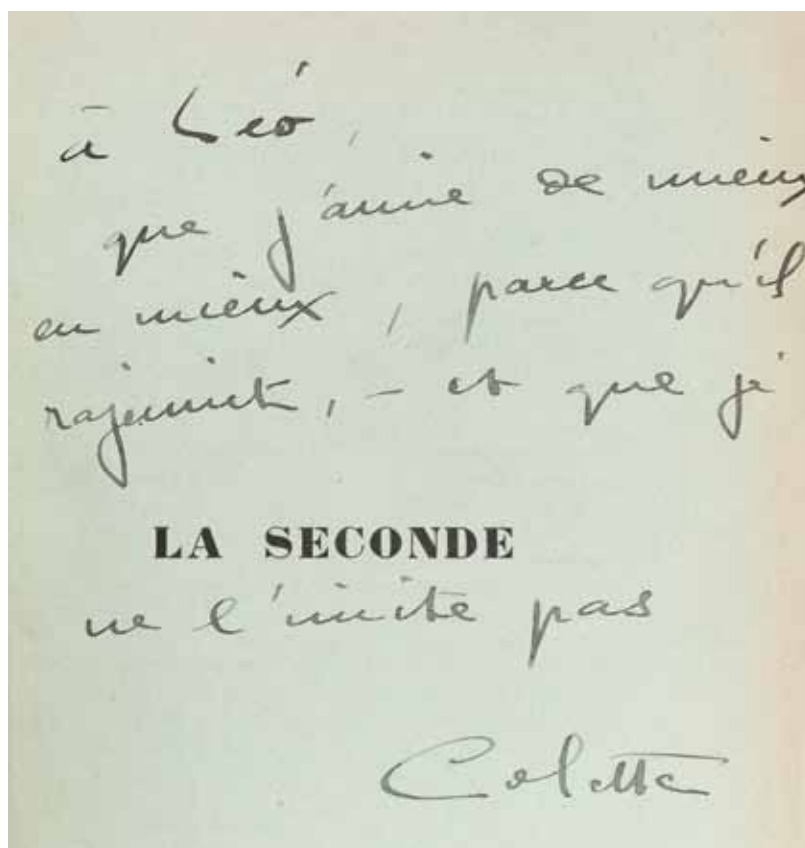 à Léo,
que j'aime de mieux
en mieux, parce qu'il
rajeunit, - et que je
LA SECONDE
ne l'imite pas
Colette